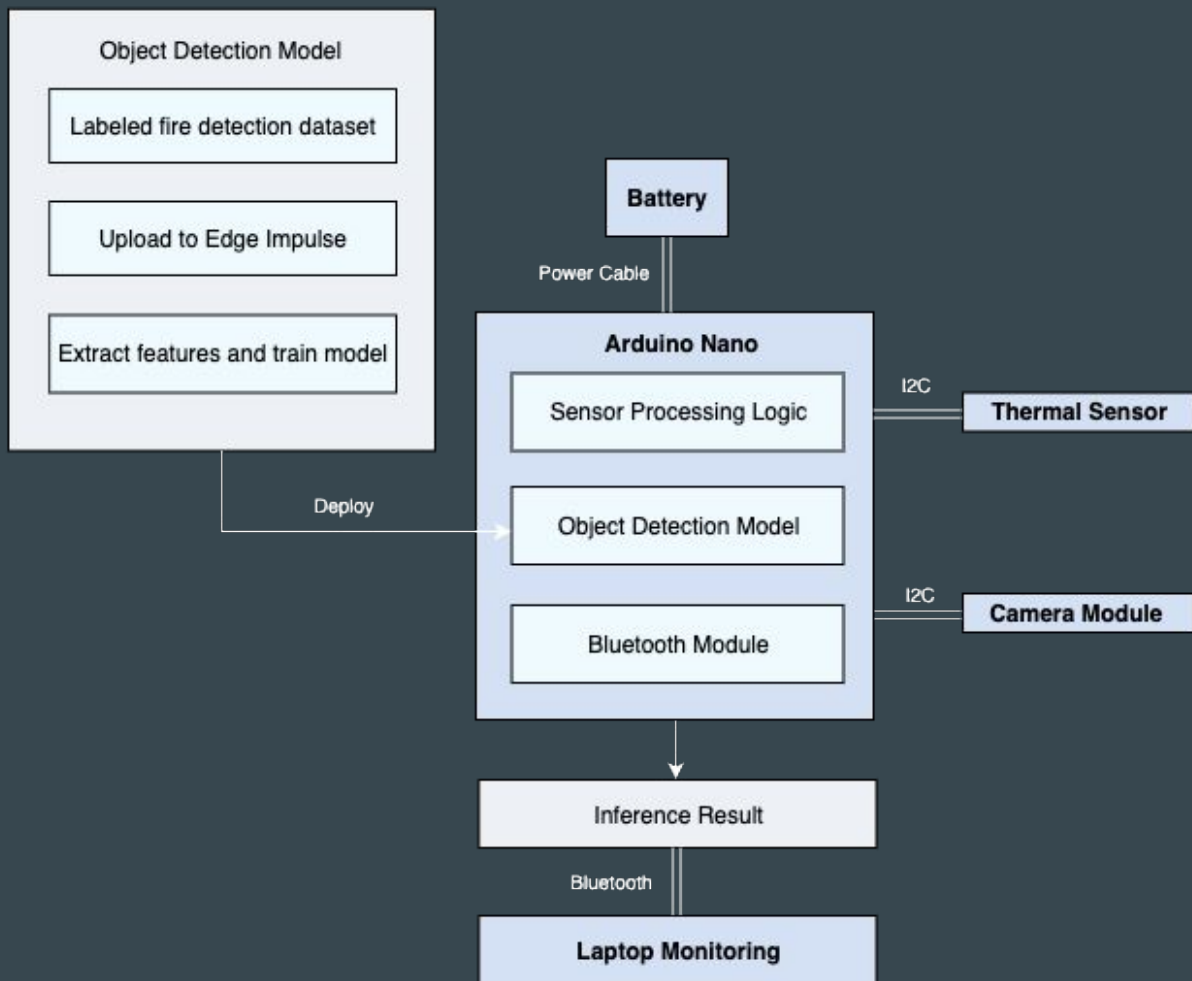 Object Detection Model
Labeled fire detection dataset
Upload to Edge Impulse
Extract features and train model
Deploy
Battery
Power Cable
Arduino Nano
Sensor Processing Logic
Object Detection Model
Bluetooth Module
I2C
Thermal Sensor
I2C
Camera Module
Inference Result
Bluetooth
Laptop Monitoring